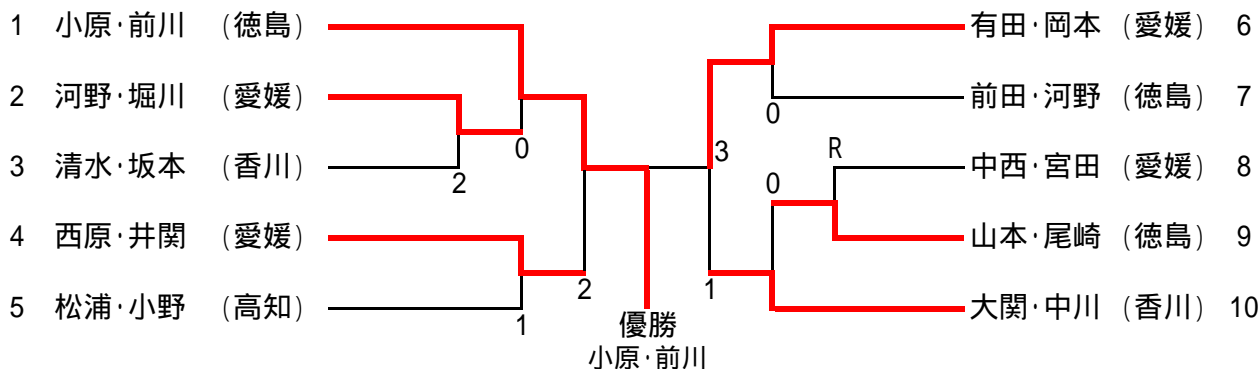 1 小原・前川 (徳島)
有田・岡本 (愛媛) 6
2 河野・堀川 (愛媛)
前田・河野 (徳島) 7
0
0
3
R
3 清水・坂本 (香川)
中西・宮田 (愛媛) 8
2
0
4 西原・井関 (愛媛)
山本・尾崎 (徳島) 9
2
1
5 松浦・小野 (高知)
大関・中川 (香川) 10
1
優勝
小原・前川